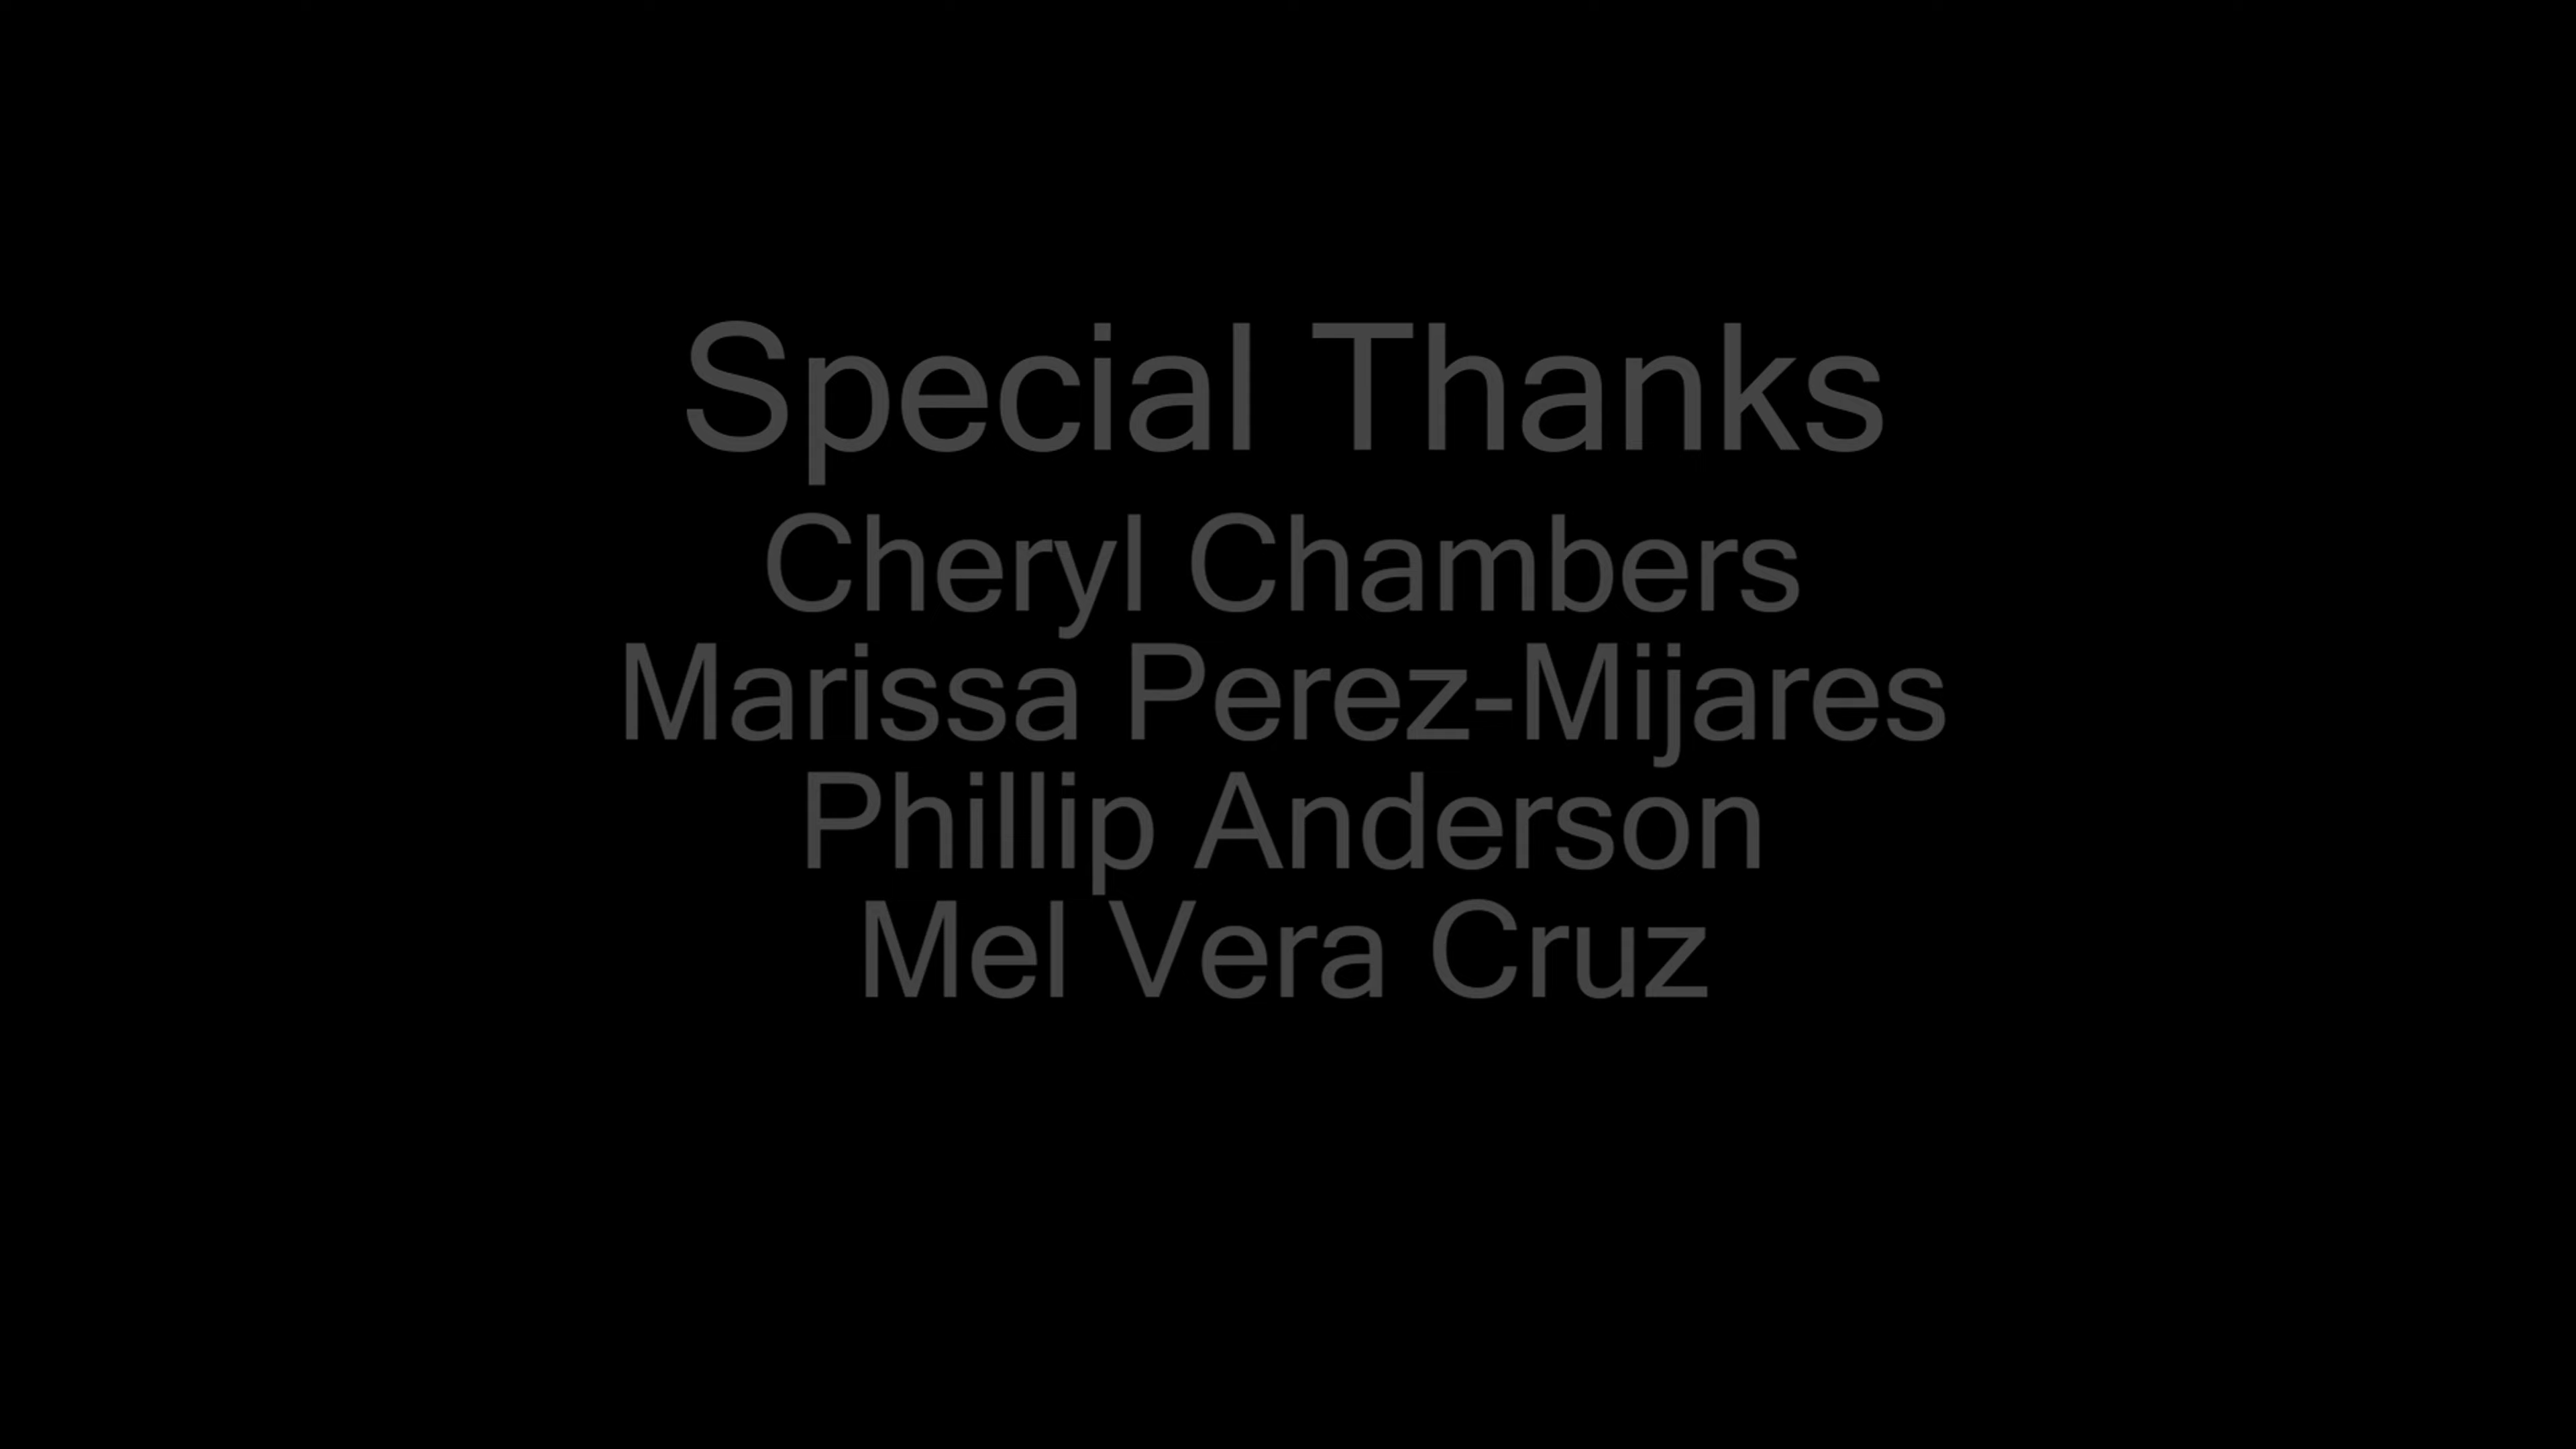 Special Thanks
Cheryl Chambers
Marissa Perez-Mijares
Phillip Anderson
Mel Vera Cruz